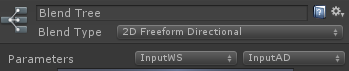 Blend Tree
Blend Type 2D Freeform Directional
Parameters InputWS InputAD